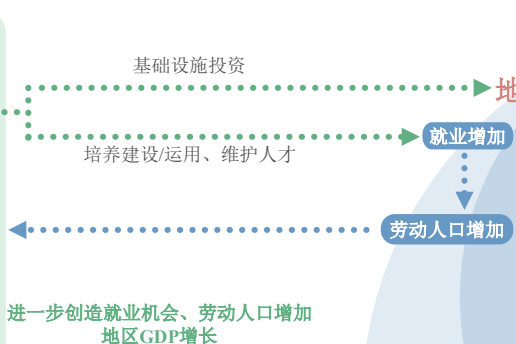 基础设施投资
地
就业增加
培养建设/运用、维护人才
劳动人口增加
进一步创造就业机会、劳动人口增加
地区GDP增长